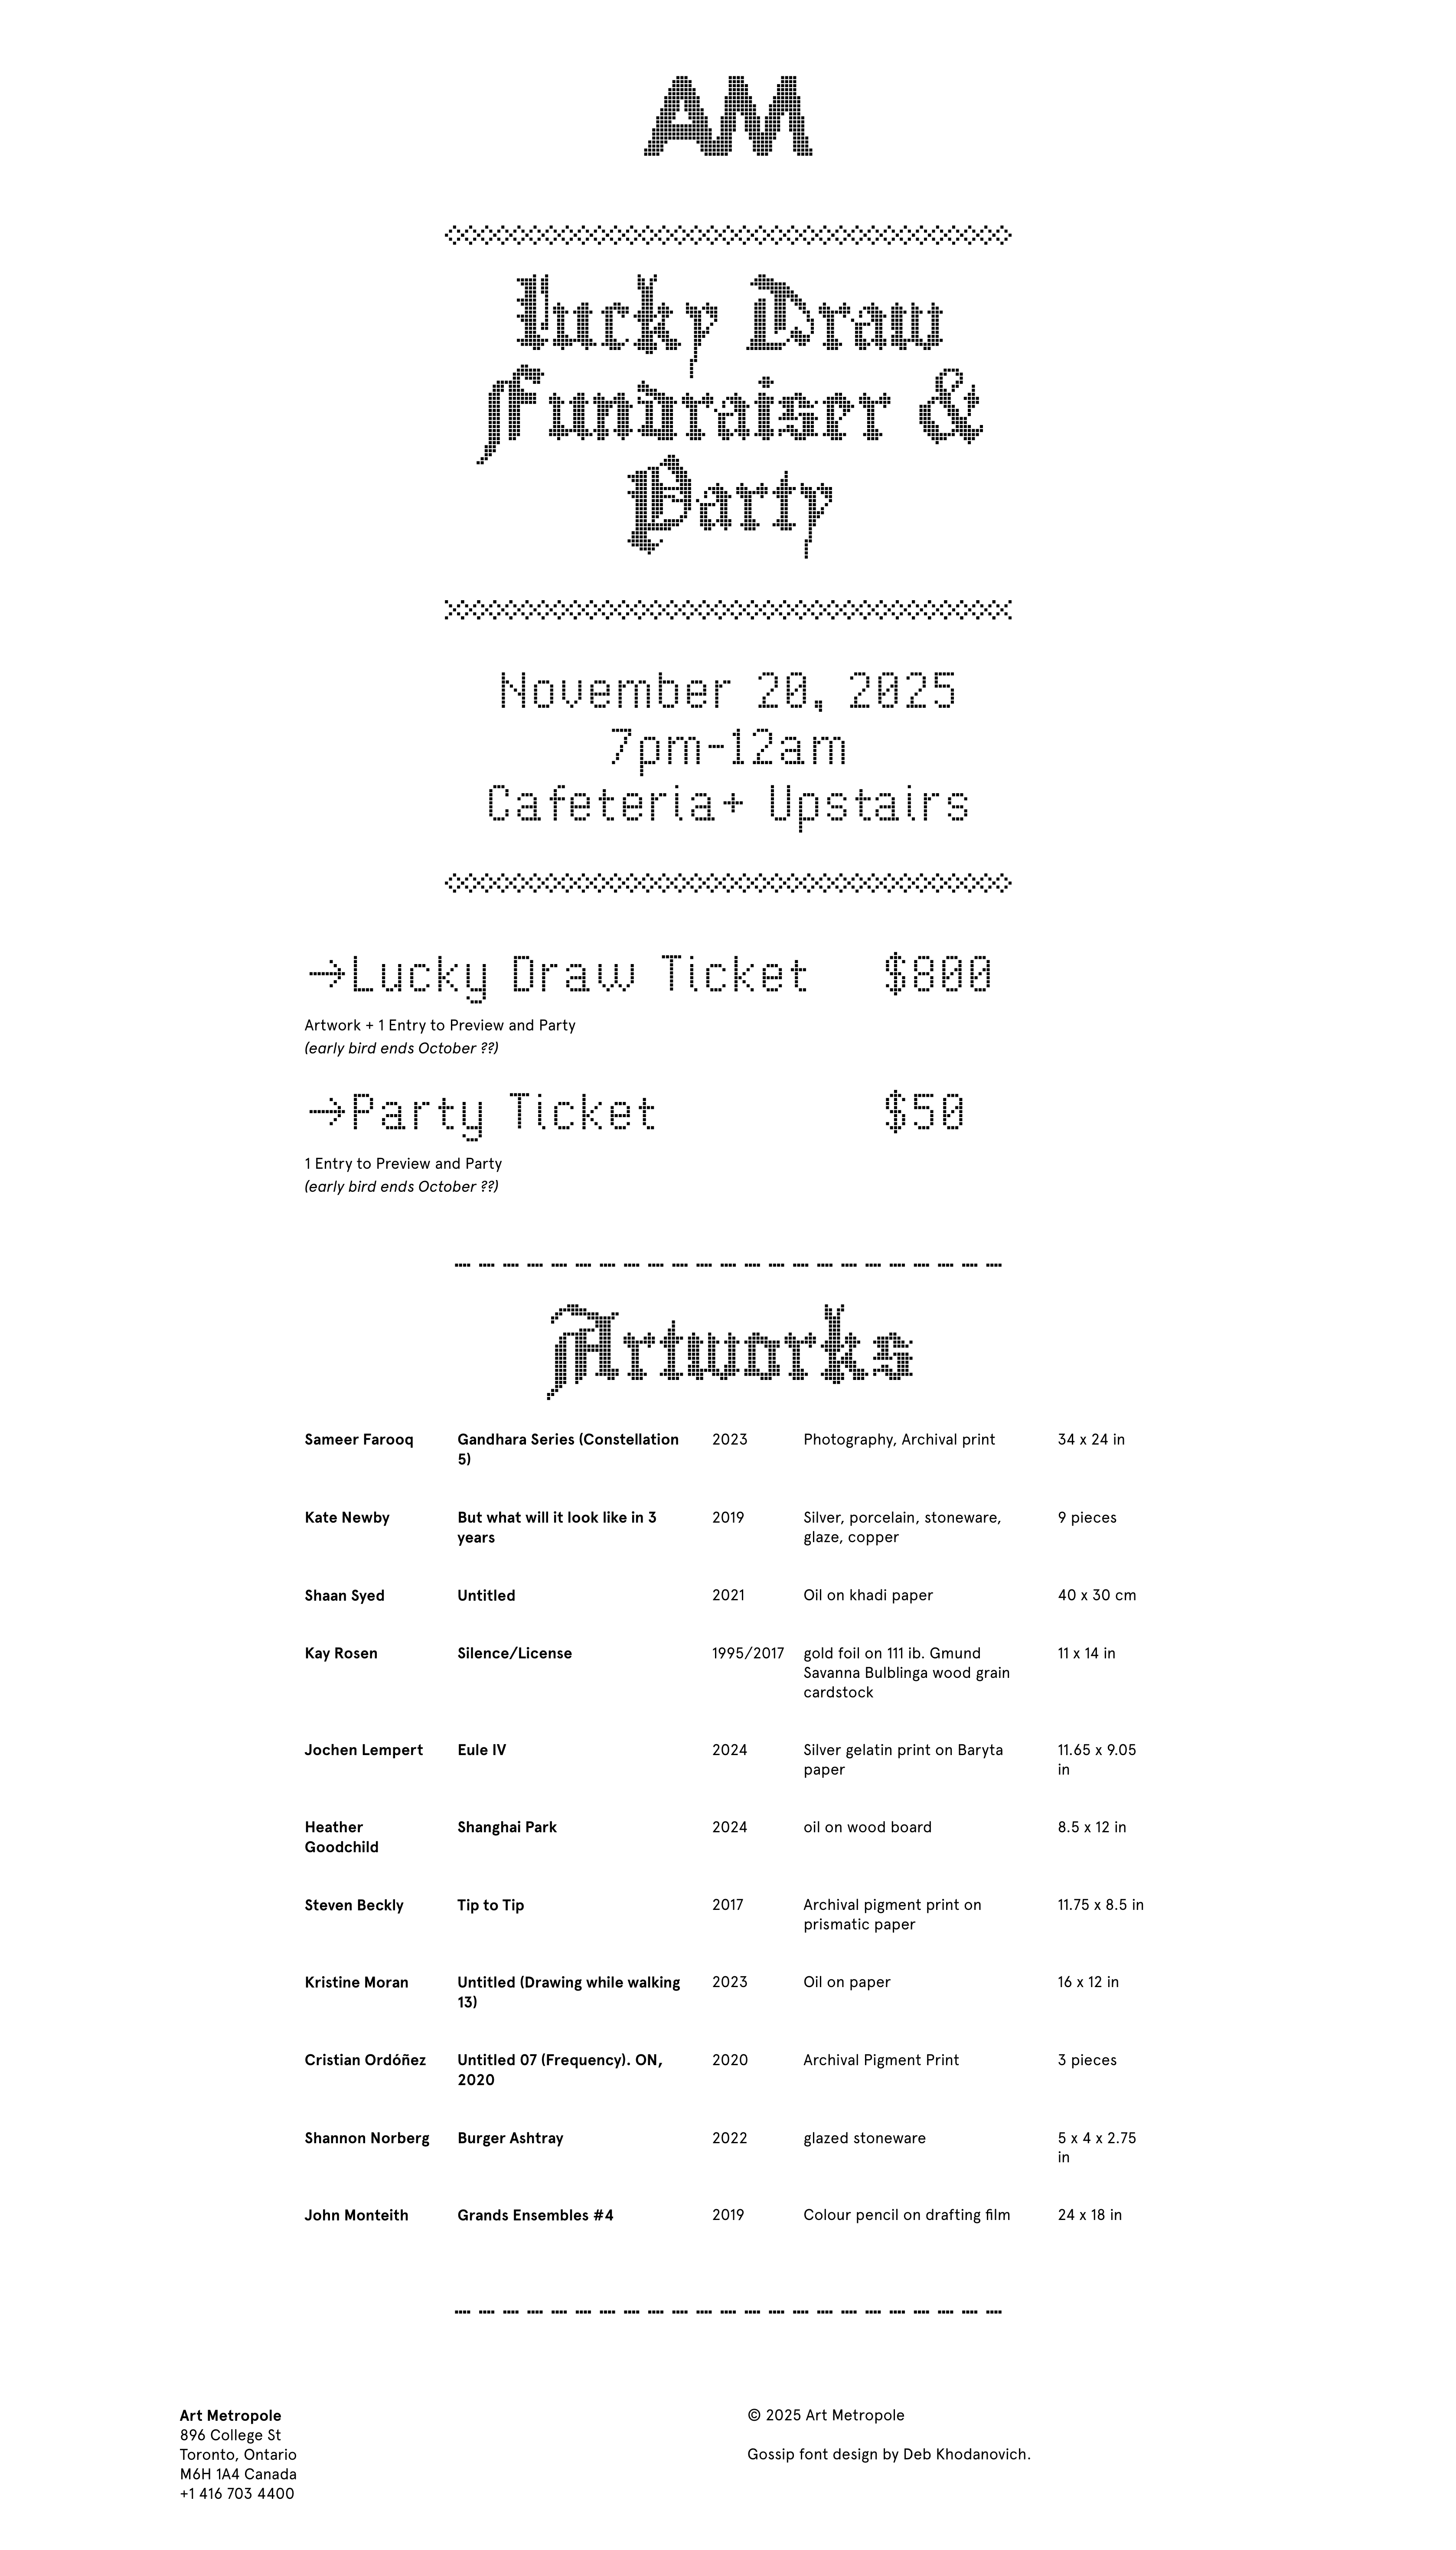 AM
Lucky Draw
Fundraiser &
Party
November 20, 2025
7pm-12am
Cafeteria+ Upstairs
→Lucky Draw Ticket $800
Artwork + 1 Entry to Preview and Party
(early bird ends October ??)
→Party Ticket $50
1 Entry to Preview and Party
(early bird ends October ??)
Artworks
Sameer Farooq Gandhara Series (Constellation 2023 Photography, Archival print 34 x 24 in
5)
Kate Newby But what will it look like in 3 2019 Silver, porcelain, stoneware, 9 pieces
years glaze, copper
Shaan Syed Untitled 2021 Oil on khadi paper 40 x 30 cm
Kay Rosen Silence/License 1995/2017 gold foil on 111 ib. Gmund 11 x 14 in
Savanna Bulblinga wood grain
cardstock
Jochen Lempert Eule IV 2024 Silver gelatin print on Baryta 11.65 x 9.05
paper in
Heather Shanghai Park 2024 oil on wood board 8.5 x 12 in
Goodchild
Steven Beckly Tip to Tip 2017 Archival pigment print on 11.75 x 8.5 in
prismatic paper
Kristine Moran Untitled (Drawing while walking 2023 Oil on paper 16 x 12 in
13)
Cristian Ordóñez Untitled 07 (Frequency). ON, 2020 Archival Pigment Print 3 pieces
2020
Shannon Norberg Burger Ashtray 2022 glazed stoneware 5 x 4 x 2.75
in
John Monteith Grands Ensembles #4 2019 Colour pencil on drafting film 24 x 18 in
Art Metropole
896 College St
Toronto, Ontario
M6H 1A4 Canada
+1 416 703 4400
© 2025 Art Metropole
Gossip font design by Deb Khodanovich.